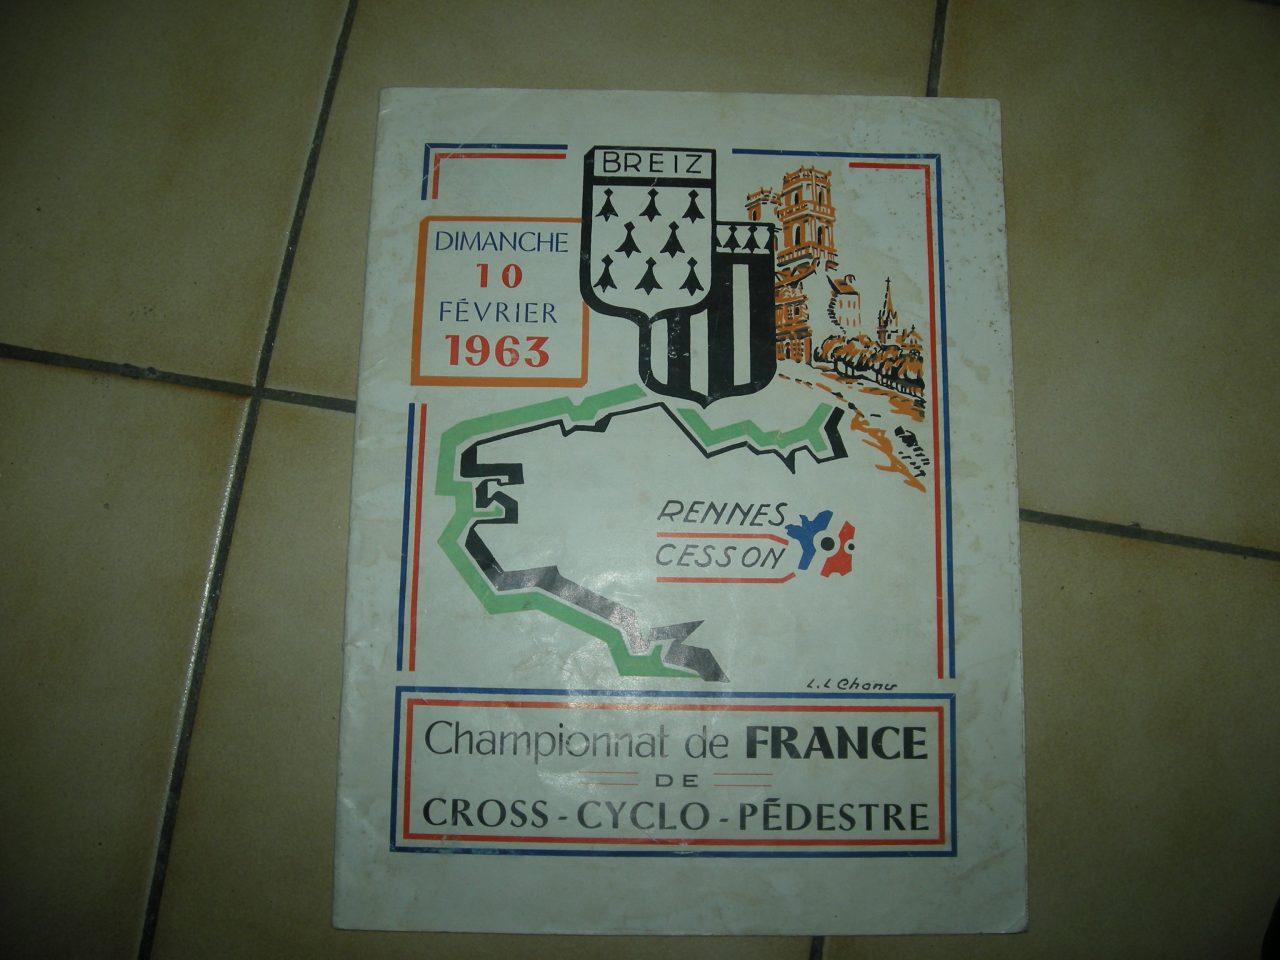 BREIZ
DIMANCHE
10
FÉVRIER
1963
RENNES
CESSON
Championnat de FRANCE
DE
CROSS - CYCLO - PÉDESTRE